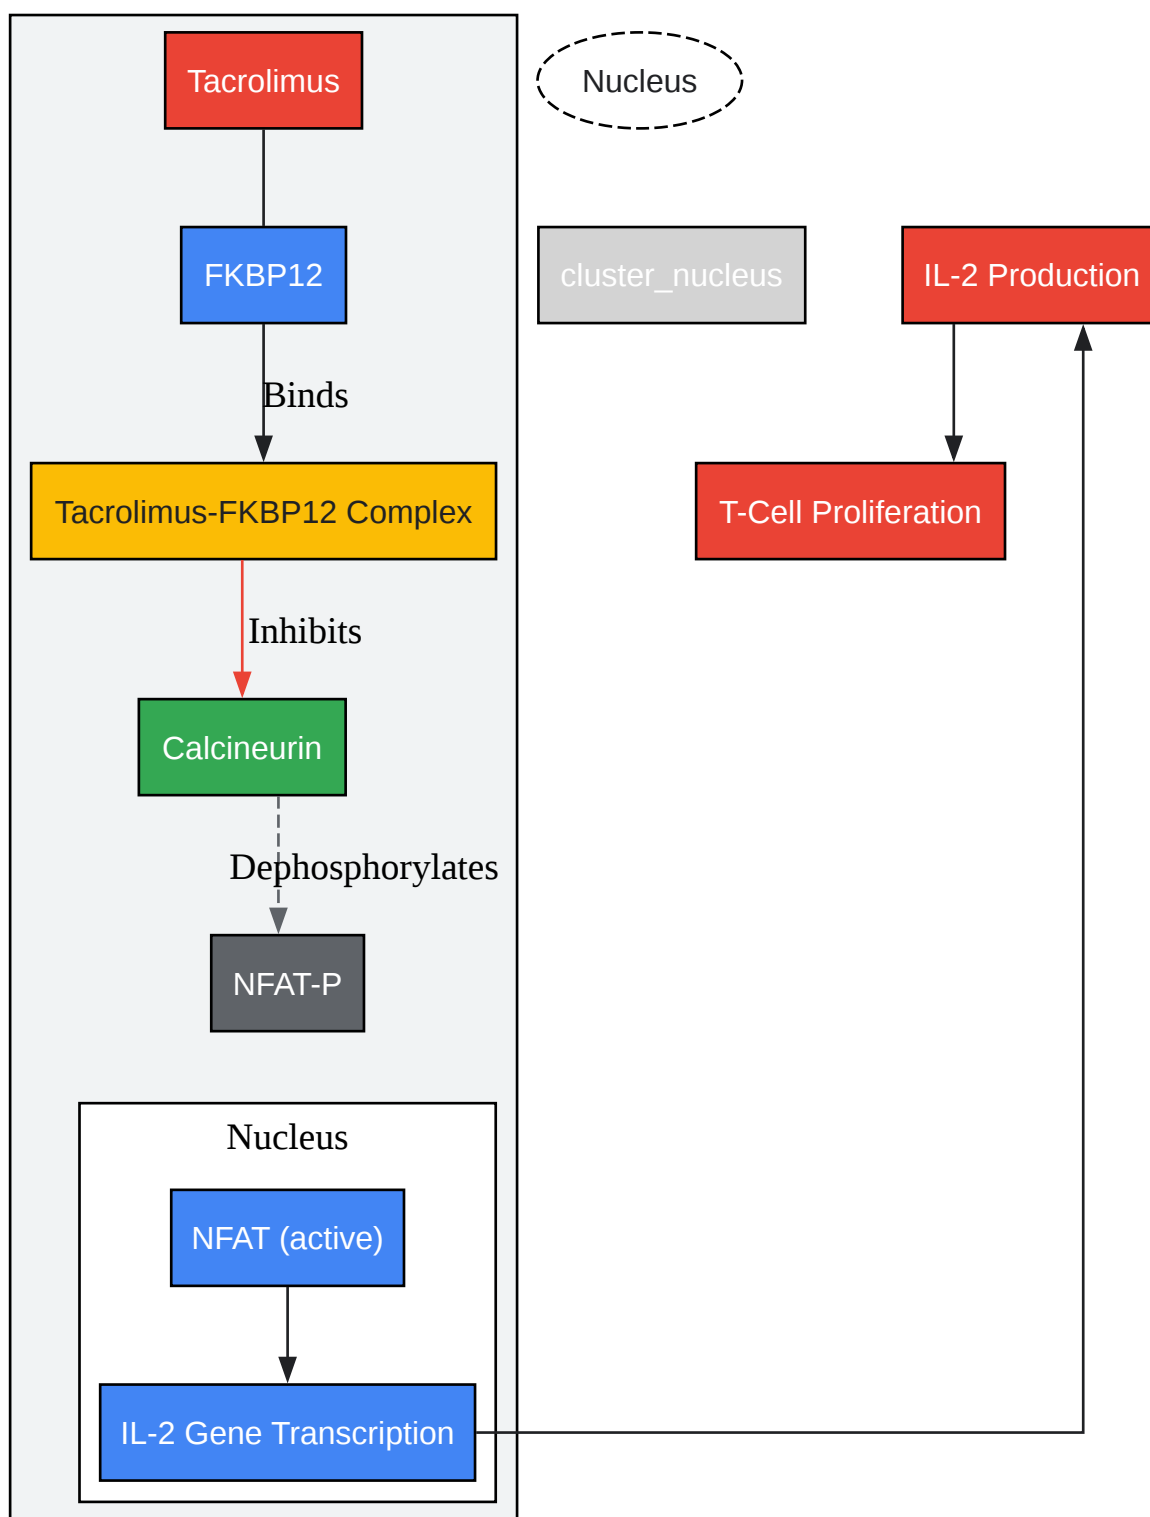 Tacrolimus
Nucleus
FKBP12
cluster_nucleus
IL-2 Production
Binds
Tacrolimus-FKBP12 Complex
T-Cell Proliferation
Inhibits
Calcineurin
Dephosphorylates
NFAT-P
Nucleus
NFAT (active)
IL-2 Gene Transcription